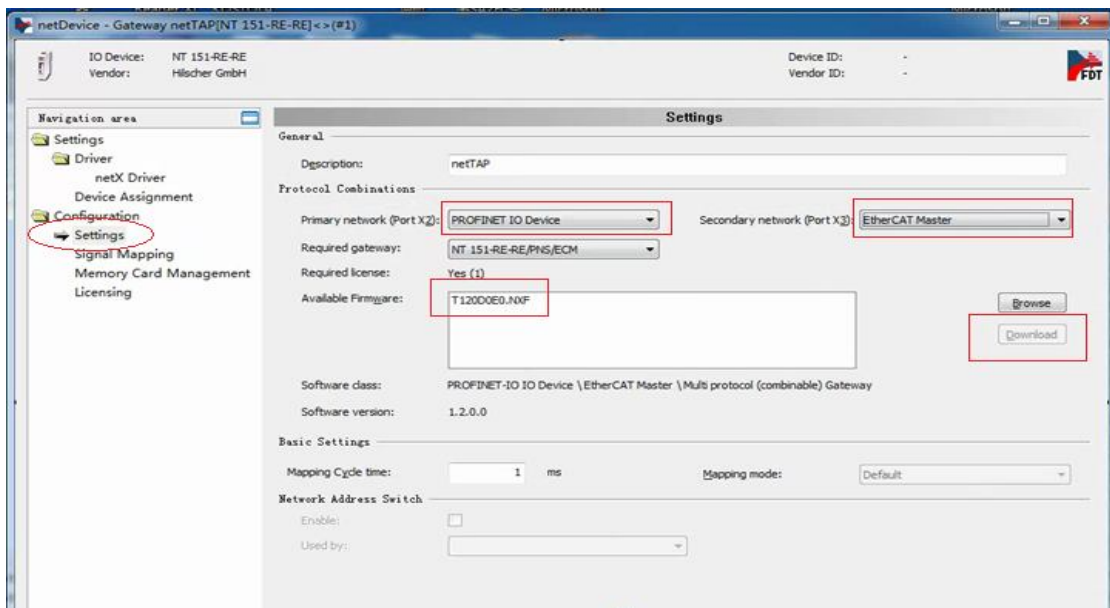 netDevice - Gateway netTAP[NT 151-RE-RE]<>(#1)
IO Device: NT 151-RE-RE Device ID: -
Vendor: Hilscher GmbH Vendor ID: -
FDT
Navigation area
Settings
Driver
netX Driver
Device Assignment
Configuration
Settings
Signal Mapping
Memory Card Management
Licensing
Settings
General
Description: netTAP
Protocol Combinations
Primary network (Port X2): PROFINET IO Device Secondary network (Port X3): EtherCAT Master
Required gateway: NT 151-RE-RE/PNS/ECM
Required license: Yes (1)
Available Firmware: T120D0E0.NXF Browse
Download
Software class: PROFINET-IO IO Device \ EtherCAT Master \ Multi protocol (combinable) Gateway
Software version: 1.2.0.0
Basic Settings
Mapping Cycle time: 1 ms Mapping mode: Default
Network Address Switch
Enable:
Used by: